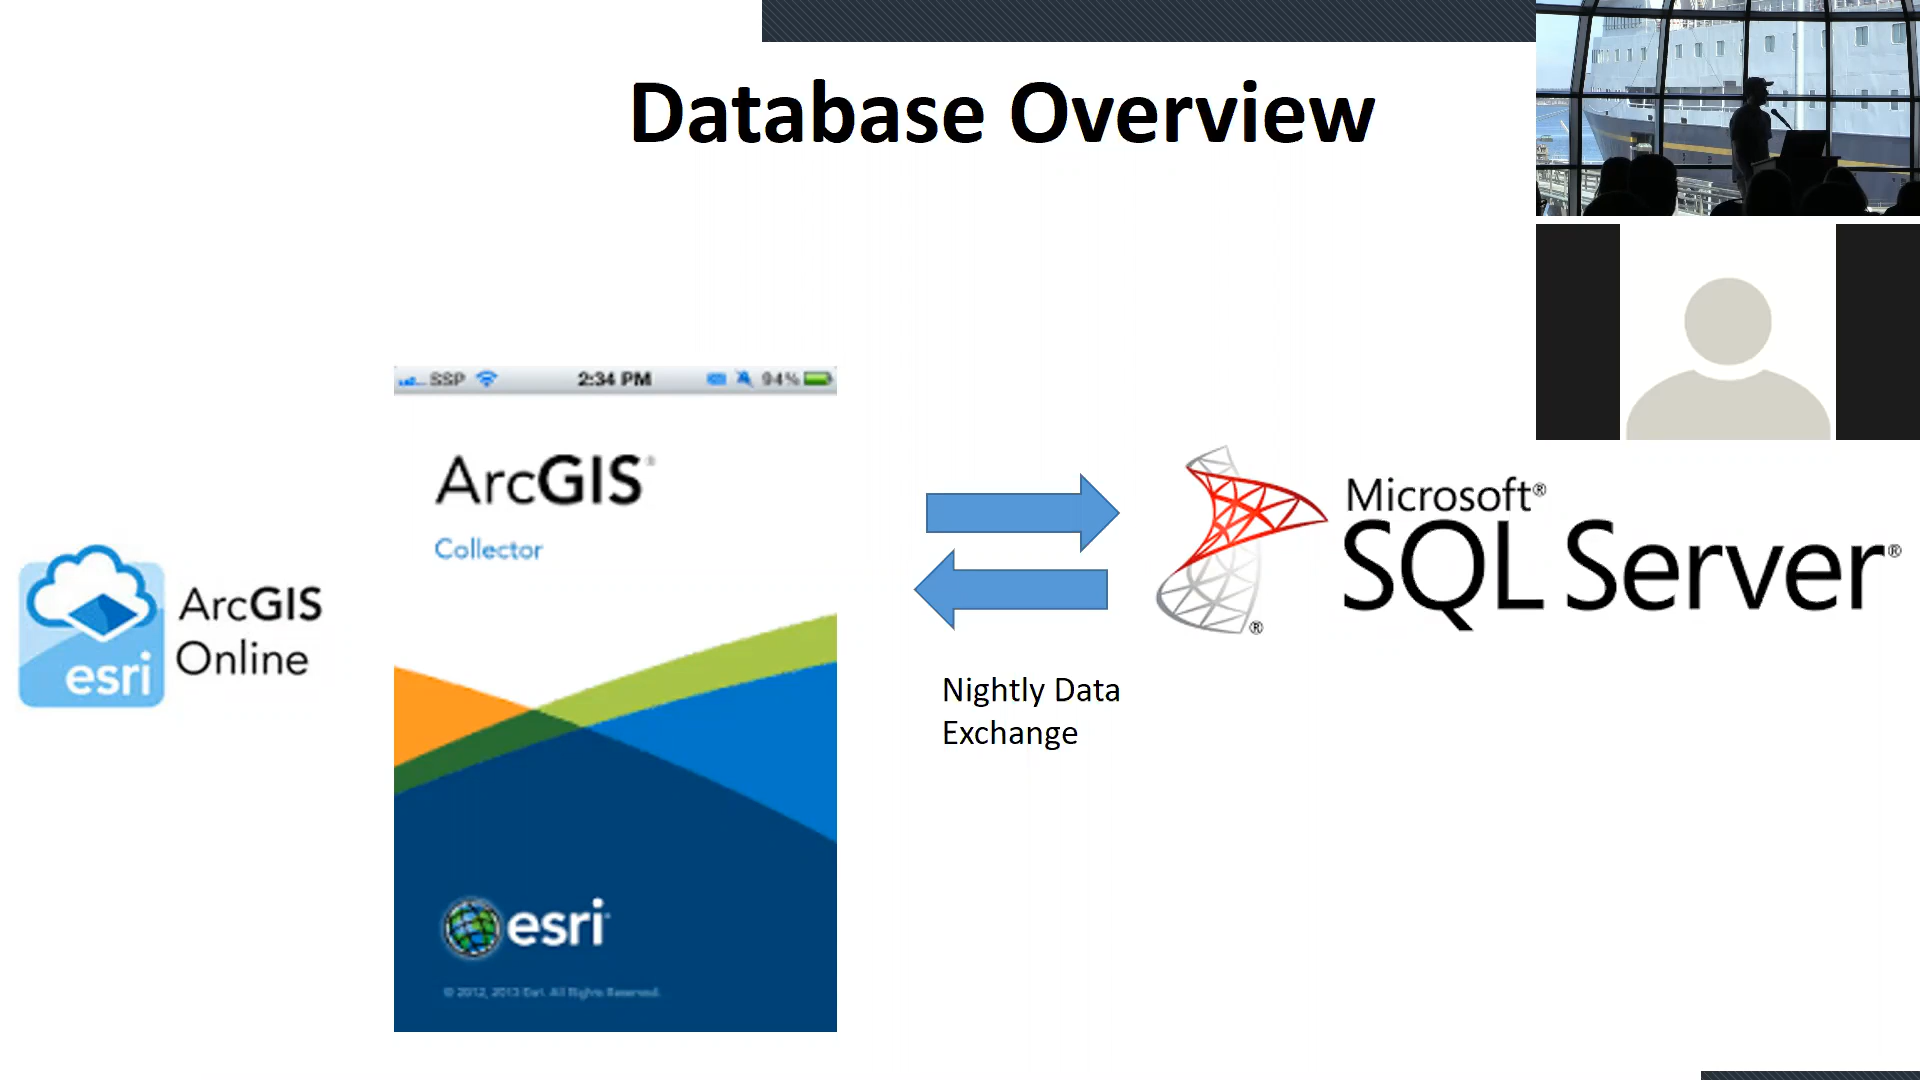 Database Overview
SSP 2:34 PM 94%
ArcGIS®
Collector
esri
© 2012, 2013 Esri. All Rights Reserved.
esri
ArcGIS
Online
Nightly Data
Exchange
Microsoft®
SQL Server®
®